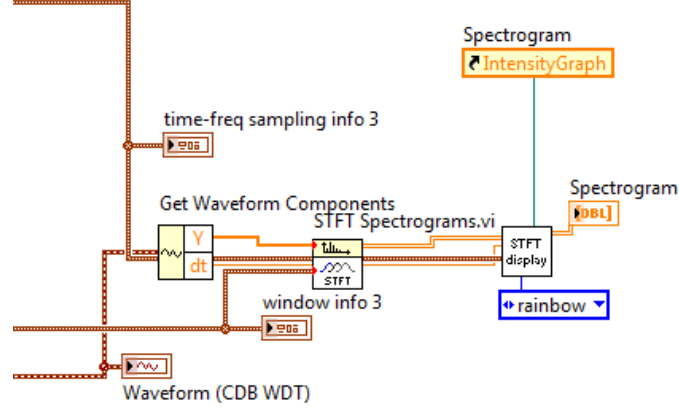 Spectrogram
IntensityGraph
time-freq sampling info 3
Get Waveform Components
STFT Spectrograms.vi
Spectrogram
[DBL]
Y
dt
STFT
STFT
display
rainbow
window info 3
Waveform (CDB WDT)